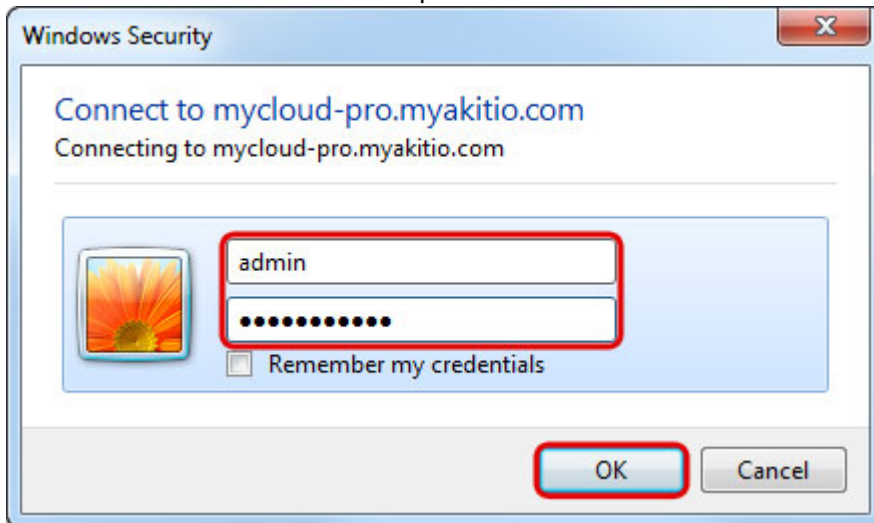 Windows Security
Connect to mycloud-pro.myakitio.com
Connecting to mycloud-pro.myakitio.com
admin
●●●●●●●●●●●
Remember my credentials
OK
Cancel